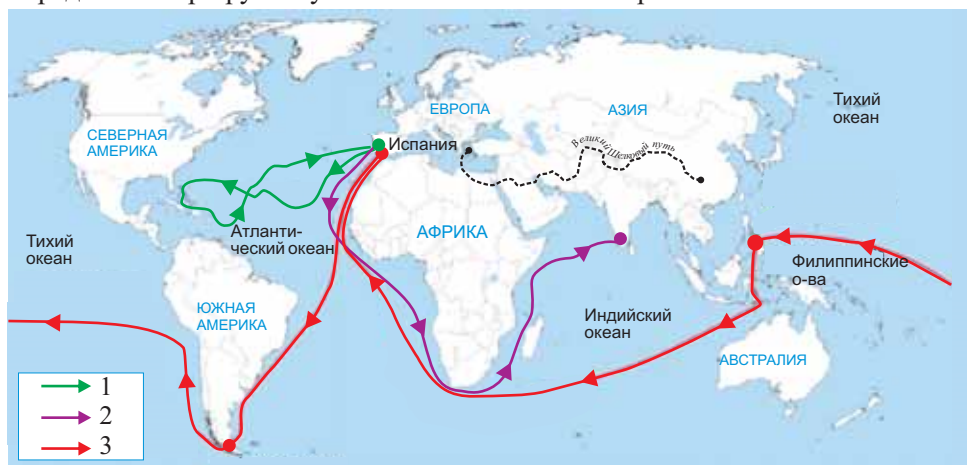 СЕВЕРНАЯ
АМЕРИКА
ЕВРОПА
АЗИЯ
Тихий
океан
Испания
Великий Шелковый путь
Атланти-
ческий океан
АФРИКА
Тихий
океан
Филиппинские
о-ва
ЮЖНАЯ
АМЕРИКА
Индийский
океан
АВСТРАЛИЯ
1
2
3